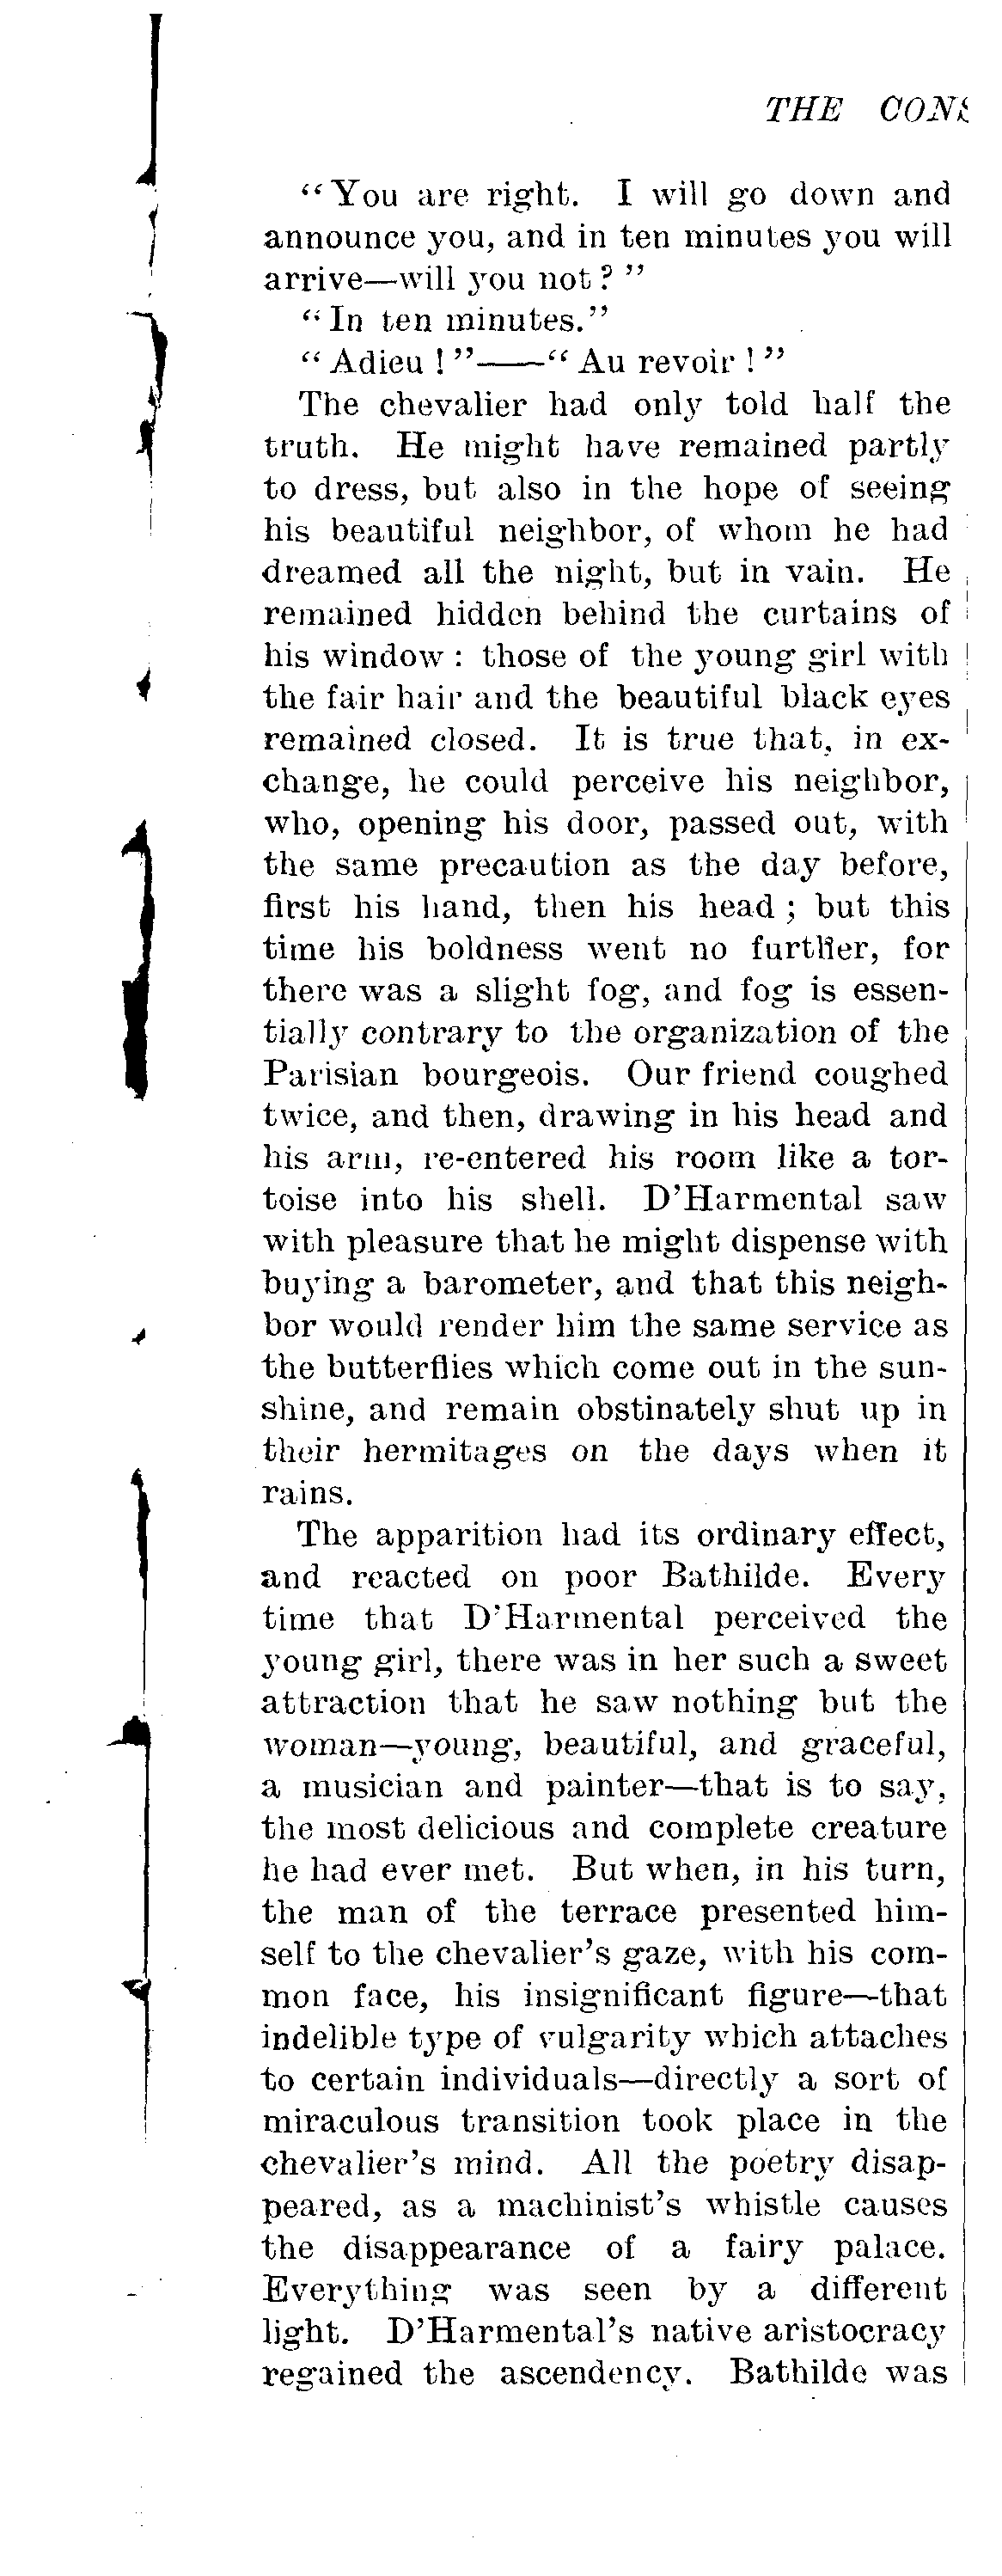 THE CONS
“You are right. I will go down and
announce you, and in ten minutes you will
arrive—will you not?”
“In ten minutes.”
“Adieu!”——“Au revoir!”
The chevalier had only told half the
truth. He might have remained partly
to dress, but also in the hope of seeing
his beautiful neighbor, of whom he had
dreamed all the night, but in vain. He
remained hidden behind the curtains of
his window: those of the young girl with
the fair hair and the beautiful black eyes
remained closed. It is true that, in ex-
change, he could perceive his neighbor,
who, opening his door, passed out, with
the same precaution as the day before,
first his hand, then his head; but this
time his boldness went no further, for
there was a slight fog, and fog is essen-
tially contrary to the organization of the
Parisian bourgeois. Our friend coughed
twice, and then, drawing in his head and
his arm, re-entered his room like a tor-
toise into his shell. D’Harmental saw
with pleasure that he might dispense with
buying a barometer, and that this neigh-
bor would render him the same service as
the butterflies which come out in the sun-
shine, and remain obstinately shut up in
their hermitages on the days when it
rains.
The apparition had its ordinary effect,
and reacted on poor Bathilde. Every
time that D’Harmental perceived the
young girl, there was in her such a sweet
attraction that he saw nothing but the
woman—young, beautiful, and graceful,
a musician and painter—that is to say,
the most delicious and complete creature
he had ever met. But when, in his turn,
the man of the terrace presented him-
self to the chevalier’s gaze, with his com-
mon face, his insignificant figure—that
indelible type of vulgarity which attaches
to certain individuals—directly a sort of
miraculous transition took place in the
chevalier’s mind. All the poetry disap-
peared, as a machinist’s whistle causes
the disappearance of a fairy palace.
Everything was seen by a different
light. D’Harmental’s native aristocracy
regained the ascendency. Bathilde was